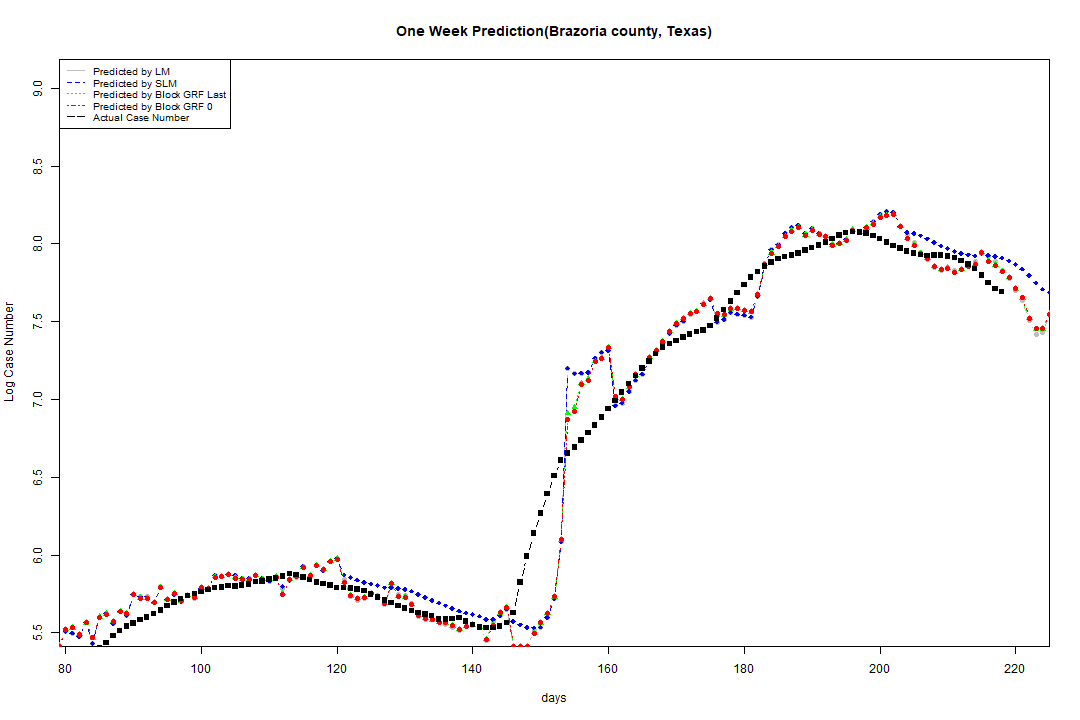 One Week Prediction(Brazoria county, Texas)
Predicted by LM
Predicted by SLM
Predicted by Block GRF Last
Predicted by Block GRF 0
Actual Case Number
Log Case Number
9.0
8.5
8.0
7.5
7.0
6.5
6.0
5.5
80 100 120 140 160 180 200 220
days